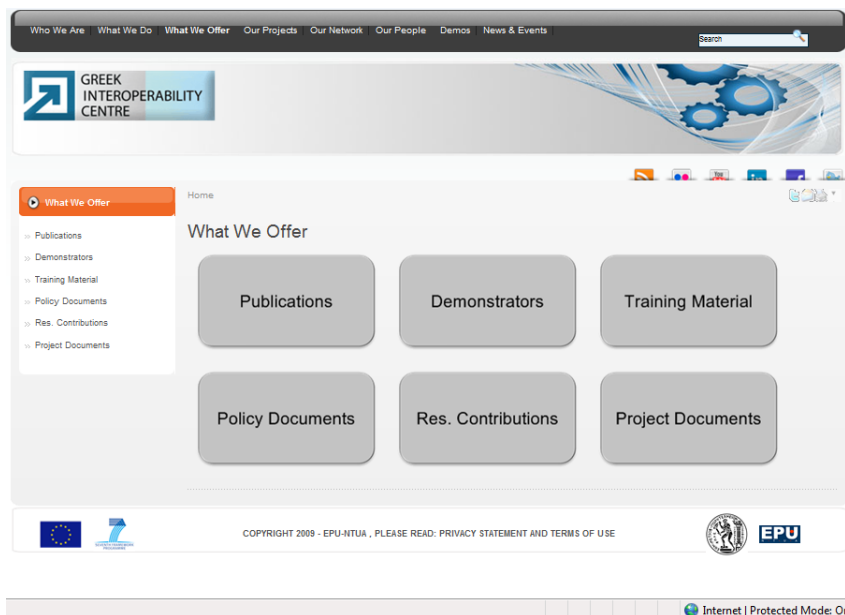 Who We Are What We Do What We Offer Our Projects Our Network Our People Demos News & Events
Search
GREEK
INTEROPERABILITY
CENTRE
What We Offer
Publications
Demonstrators
Training Material
Policy Documents
Res. Contributions
Project Documents
Home
What We Offer
Publications Demonstrators Training Material
Policy Documents Res. Contributions Project Documents
COPYRIGHT 2009 - EPU-NTUA , PLEASE READ: PRIVACY STATEMENT AND TERMS OF USE
EPU
Internet | Protected Mode: O